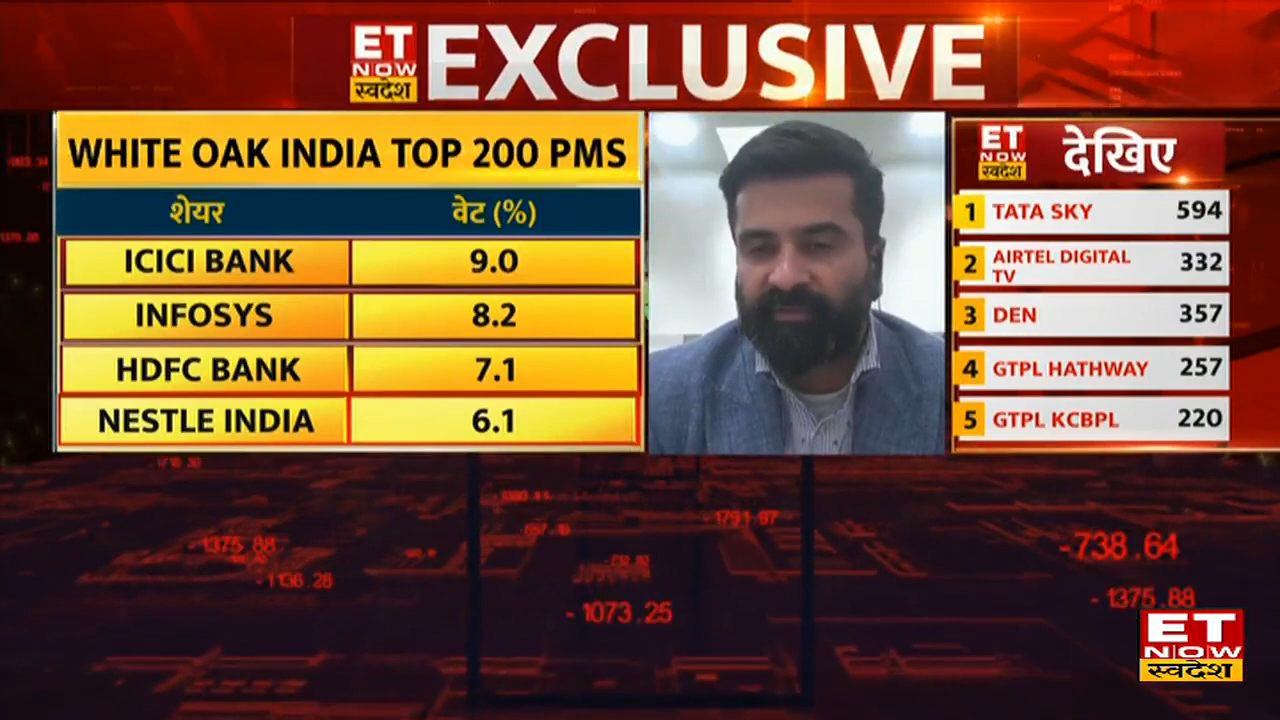 ET
NOW
स्वदेश
EXCLUSIVE
WHITE OAK INDIA TOP 200 PMS
शेयर वेट (%)
ICICI BANK 9.0
INFOSYS 8.2
HDFC BANK 7.1
NESTLE INDIA 6.1
ET
NOW
स्वदेश
देखिए
1 TATA SKY 594
2 AIRTEL DIGITAL TV 332
3 DEN 357
4 GTPL HATHWAY 257
5 GTPL KCBPL 220
-1375.88
-1136.28
-1073.25
-1791.97
-738.64
-1375.88
ET
NOW
स्वदेश